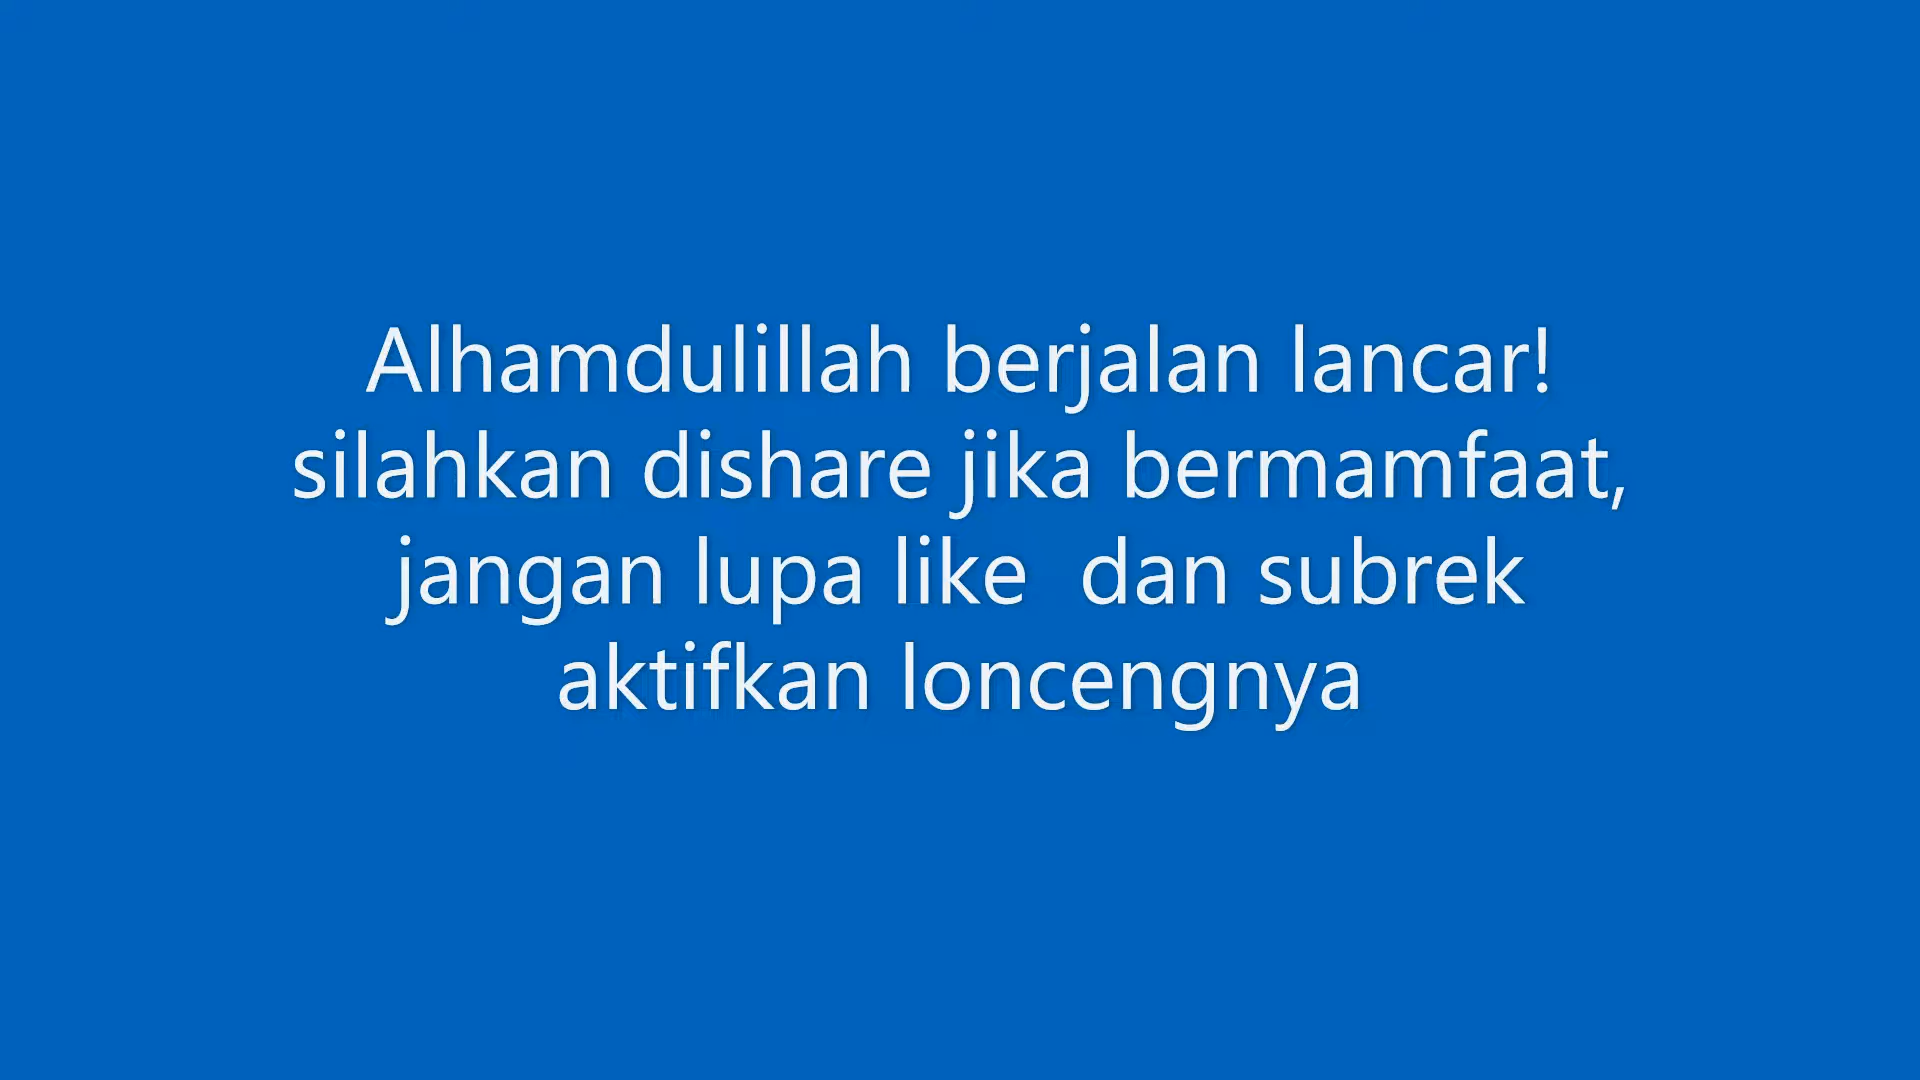 Alhamdulillah berjalan lancar!
silahkan dishare jika bermamfaat,
jangan lupa like  dan subrek
aktifkan loncengnya